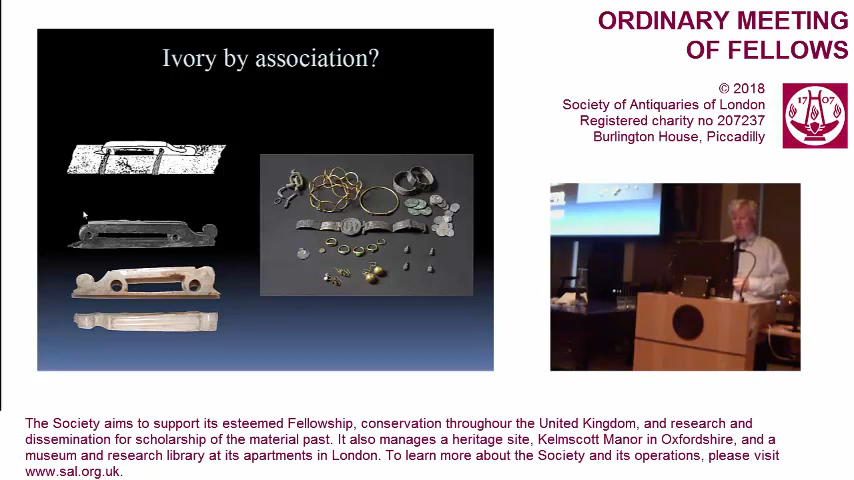 ORDINARY MEETING
OF FELLOWS
© 2018
Society of Antiquaries of London
Registered charity no 207237
Burlington House, Piccadilly
17 07
Ivory by association?
The Society aims to support its esteemed Fellowship, conservation throughour the United Kingdom, and research and
dissemination for scholarship of the material past. It also manages a heritage site, Kelmscott Manor in Oxfordshire, and a
museum and research library at its apartments in London. To learn more about the Society and its operations, please visit
www.sal.org.uk.